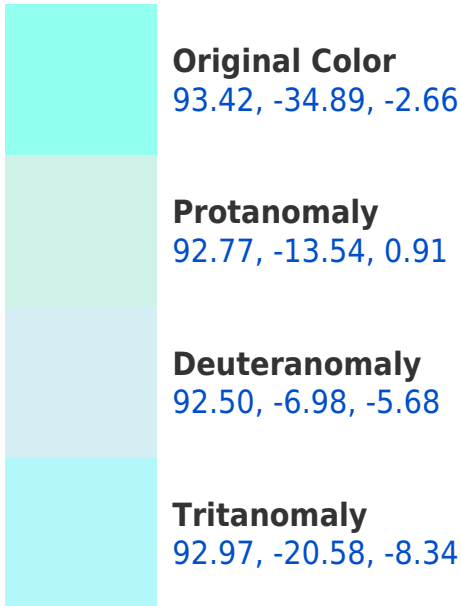 Original Color
93.42, -34.89, -2.66
Protanomaly
92.77, -13.54, 0.91
Deuteranomaly
92.50, -6.98, -5.68
Tritanomaly
92.97, -20.58, -8.34